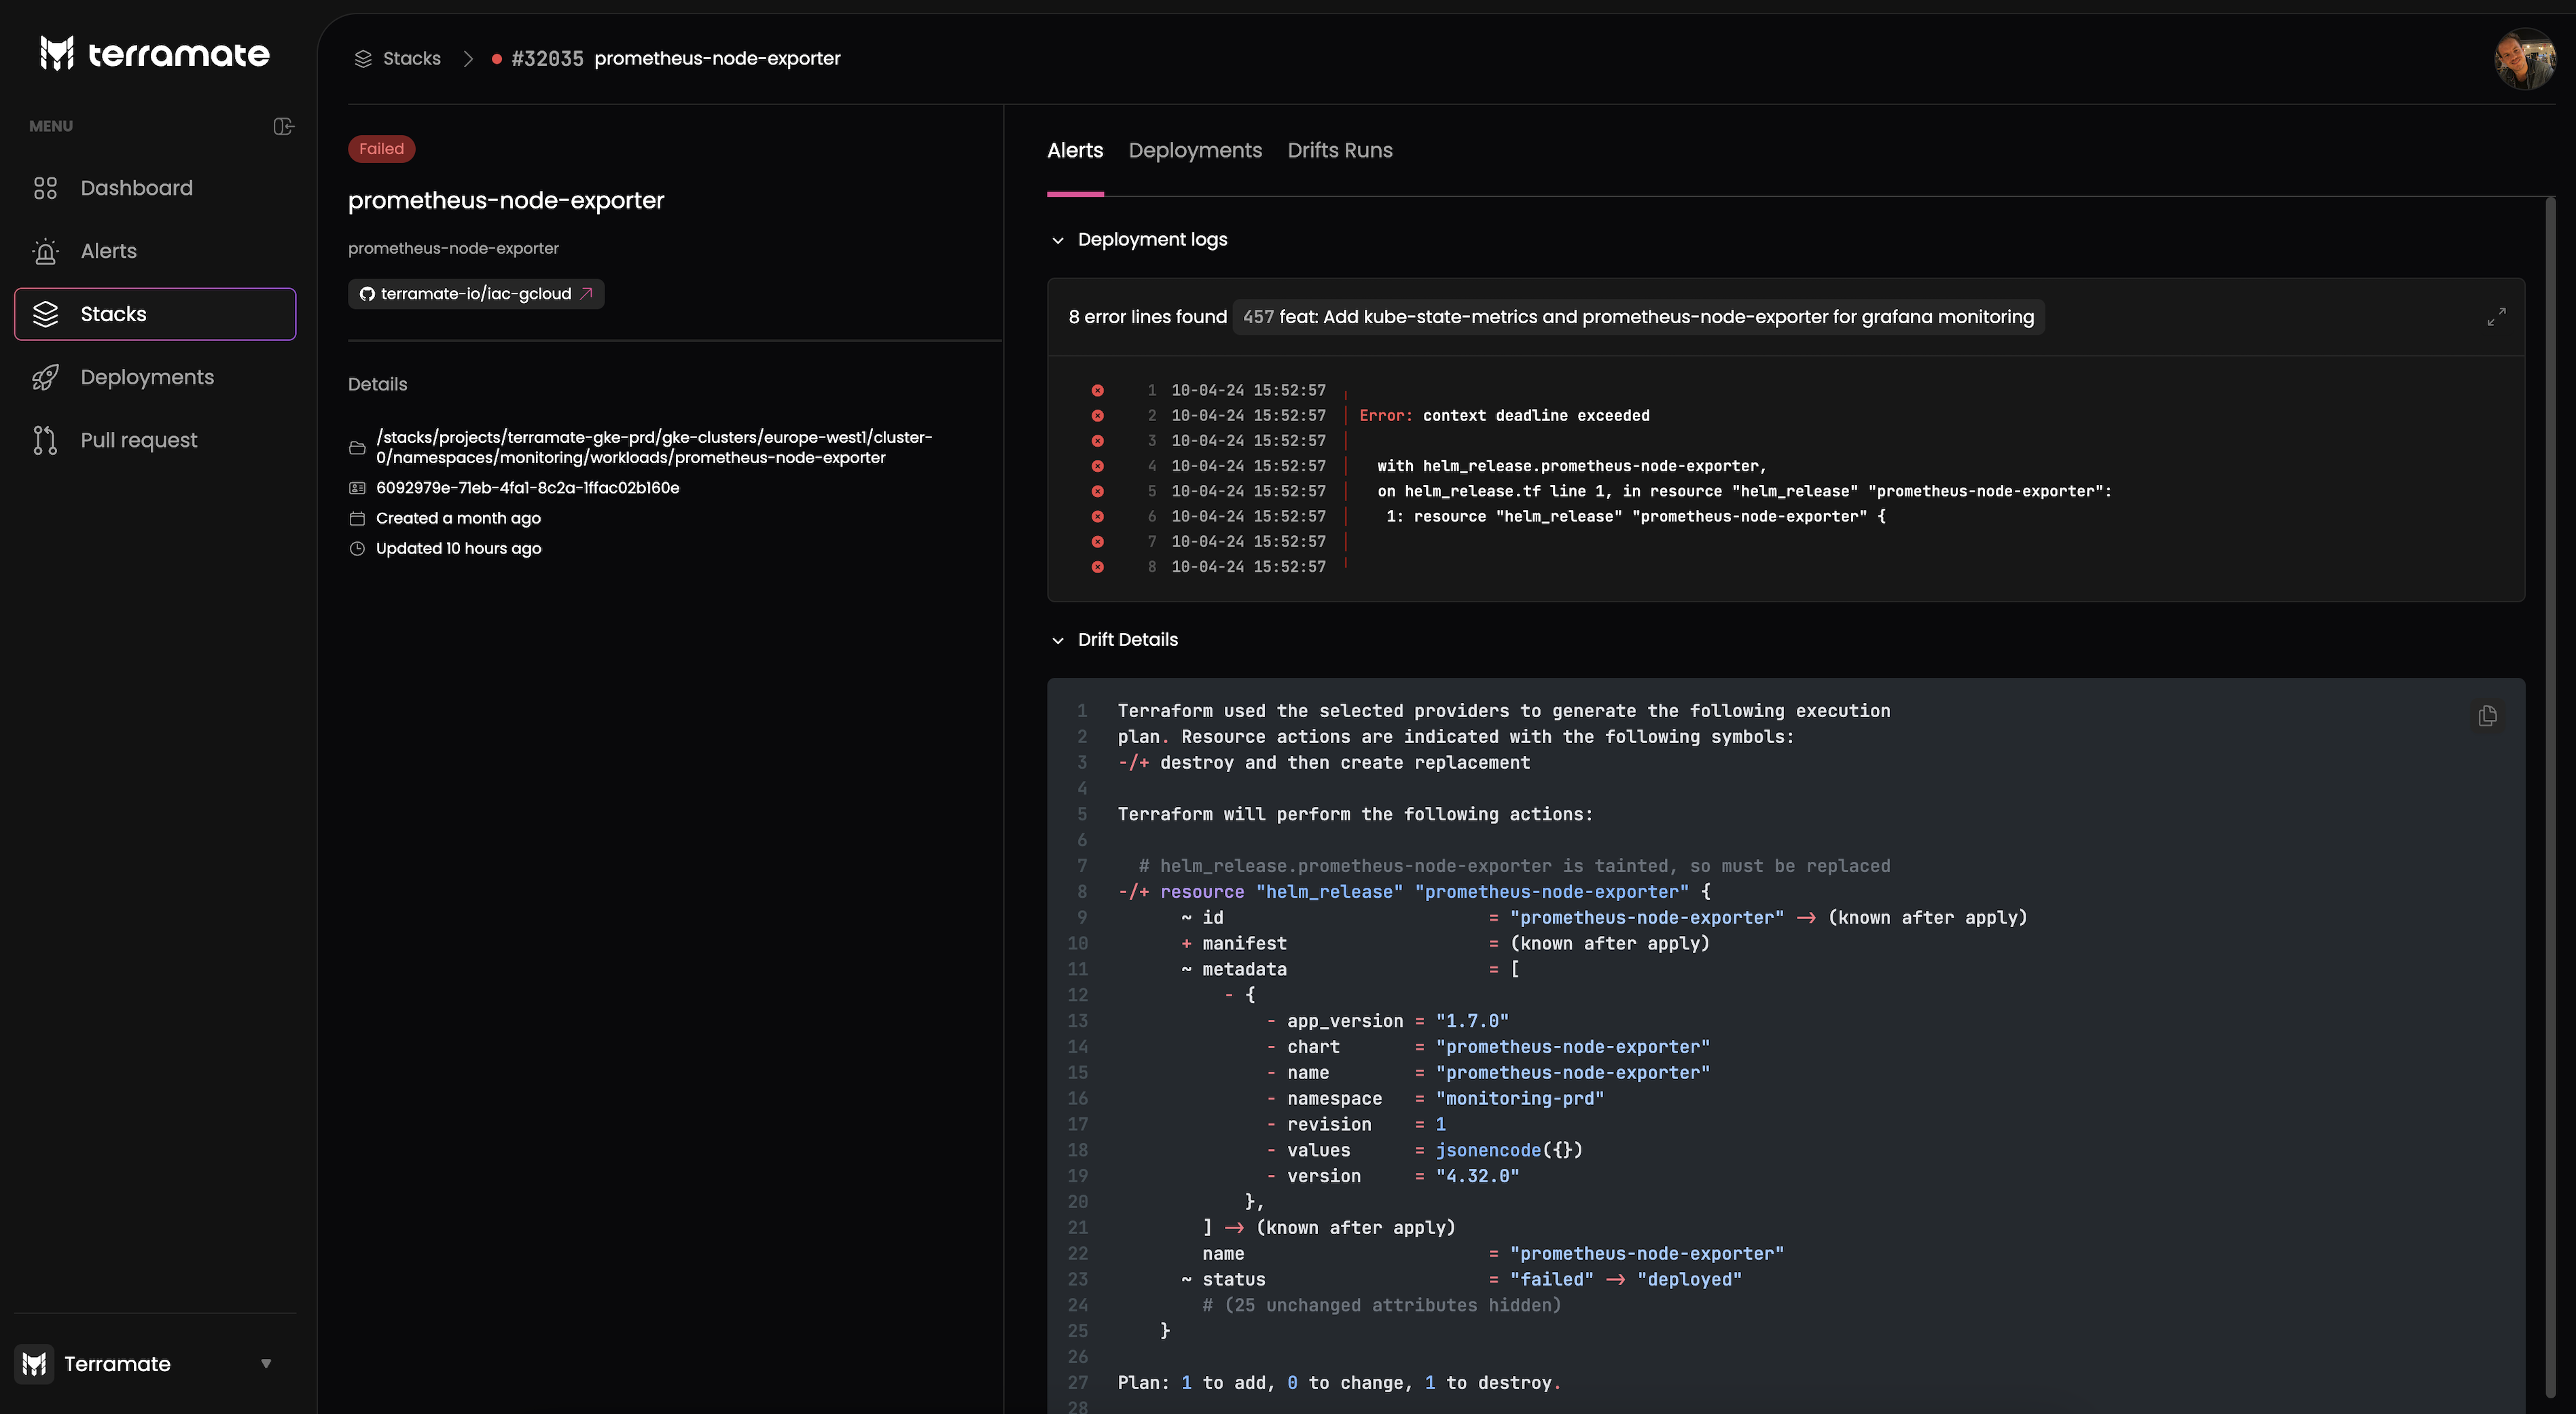 terramate
MENU
Dashboard
Alerts
Stacks
Deployments
Pull request
Terramate
Stacks > #32035 prometheus-node-exporter
Failed
prometheus-node-exporter
prometheus-node-exporter
terramate-io/iac-gcloud
Details
/stacks/projects/terramate-gke-prd/gke-clusters/europe-west1/cluster-
0/namespaces/monitoring/workloads/prometheus-node-exporter
6092979e-71eb-4fa1-8c2a-1ffac02b160e
Created a month ago
Updated 10 hours ago
Alerts Deployments Drifts Runs
Deployment logs
8 error lines found 457 feat: Add kube-state-metrics and prometheus-node-exporter for grafana monitoring
1 10-04-24 15:52:57
2 10-04-24 15:52:57 Error: context deadline exceeded
3 10-04-24 15:52:57
4 10-04-24 15:52:57 with helm_release.prometheus-node-exporter,
5 10-04-24 15:52:57 on helm_release.tf line 1, in resource "helm_release" "prometheus-node-exporter":
6 10-04-24 15:52:57 1: resource "helm_release" "prometheus-node-exporter" {
7 10-04-24 15:52:57
8 10-04-24 15:52:57
Drift Details
1 Terraform used the selected providers to generate the following execution
2 plan. Resource actions are indicated with the following symbols:
3 -/+ destroy and then create replacement
4
5 Terraform will perform the following actions:
6
7 # helm_release.prometheus-node-exporter is tainted, so must be replaced
8 -/+ resource "helm_release" "prometheus-node-exporter" {
9 ~ id = "prometheus-node-exporter" -> (known after apply)
10 + manifest = (known after apply)
11 ~ metadata = [
12 - {
13 - app_version = "1.7.0"
14 - chart = "prometheus-node-exporter"
15 - name = "prometheus-node-exporter"
16 - namespace = "monitoring-prd"
17 - revision = 1
18 - values = jsonencode({})
19 - version = "4.32.0"
20 },
21 ] -> (known after apply)
22 name = "prometheus-node-exporter"
23 ~ status = "failed" -> "deployed"
24 # (25 unchanged attributes hidden)
25 }
26
27 Plan: 1 to add, 0 to change, 1 to destroy.
28